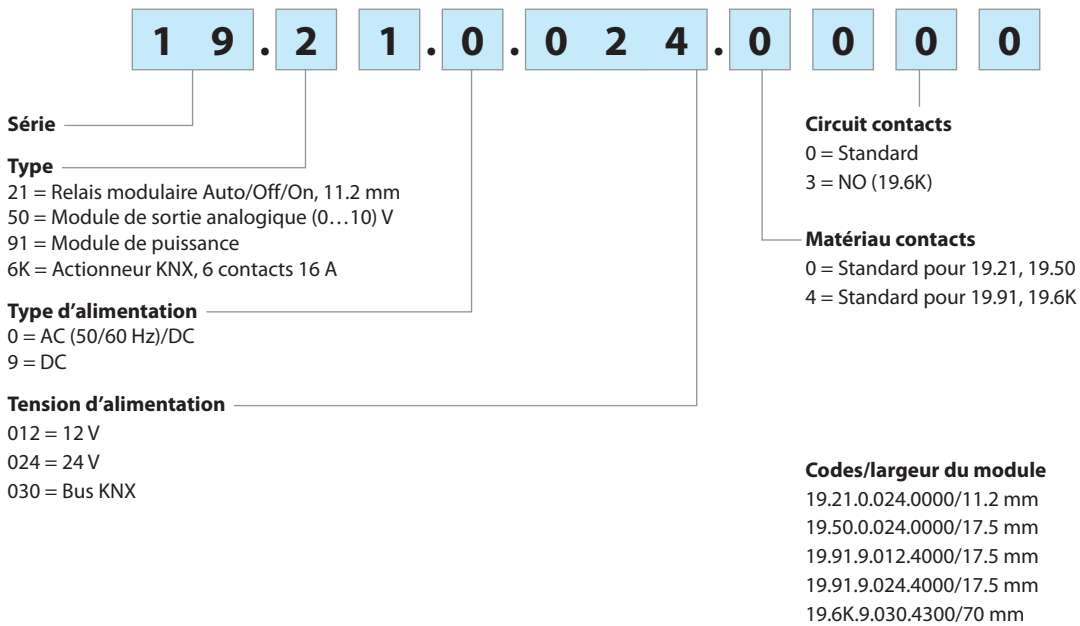 1 9 . 2 1 . 0 . 0 2 4 . 0 0 0 0
Série
Type
21 = Relais modulaire Auto/Off/On, 11.2 mm
50 = Module de sortie analogique (0…10) V
91 = Module de puissance
6K = Actionneur KNX, 6 contacts 16 A
Type d’alimentation
0 = AC (50/60 Hz)/DC
9 = DC
Tension d’alimentation
012 = 12 V
024 = 24 V
030 = Bus KNX
Circuit contacts
0 = Standard
3 = NO (19.6K)
Matériau contacts
0 = Standard pour 19.21, 19.50
4 = Standard pour 19.91, 19.6K
Codes/largeur du module
19.21.0.024.0000/11.2 mm
19.50.0.024.0000/17.5 mm
19.91.9.012.4000/17.5 mm
19.91.9.024.4000/17.5 mm
19.6K.9.030.4300/70 mm